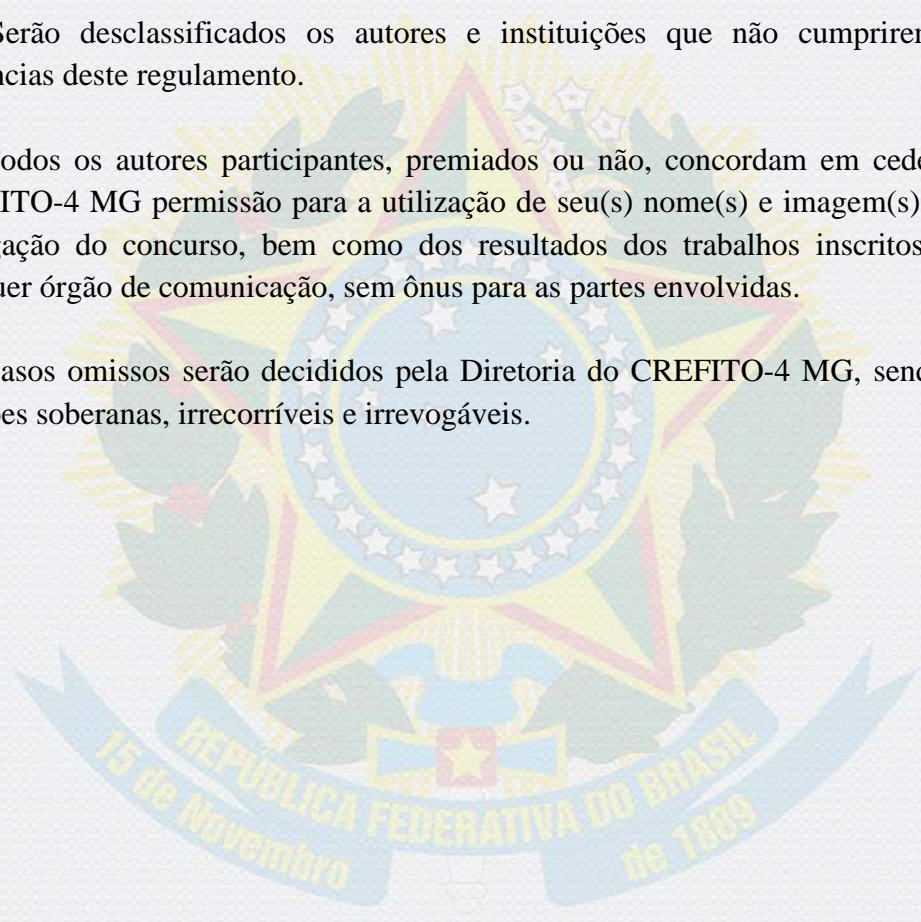 Serão desclassificados os autores e instituições que não cumprirem
ncias deste regulamento.
odos os autores participantes, premiados ou não, concordam em cede
ITO-4 MG permissão para a utilização de seu(s) nome(s) e imagem(s)
gação do concurso, bem como dos resultados dos trabalhos inscritos
uer órgão de comunicação, sem ônus para as partes envolvidas.
asos omissos serão decididos pela Diretoria do CREFITO-4 MG, send
es soberanas, irrecorríveis e irrevogáveis.
REPÚBLICA FEDERATIVA DO BRASIL
15 de Novembro de 1889